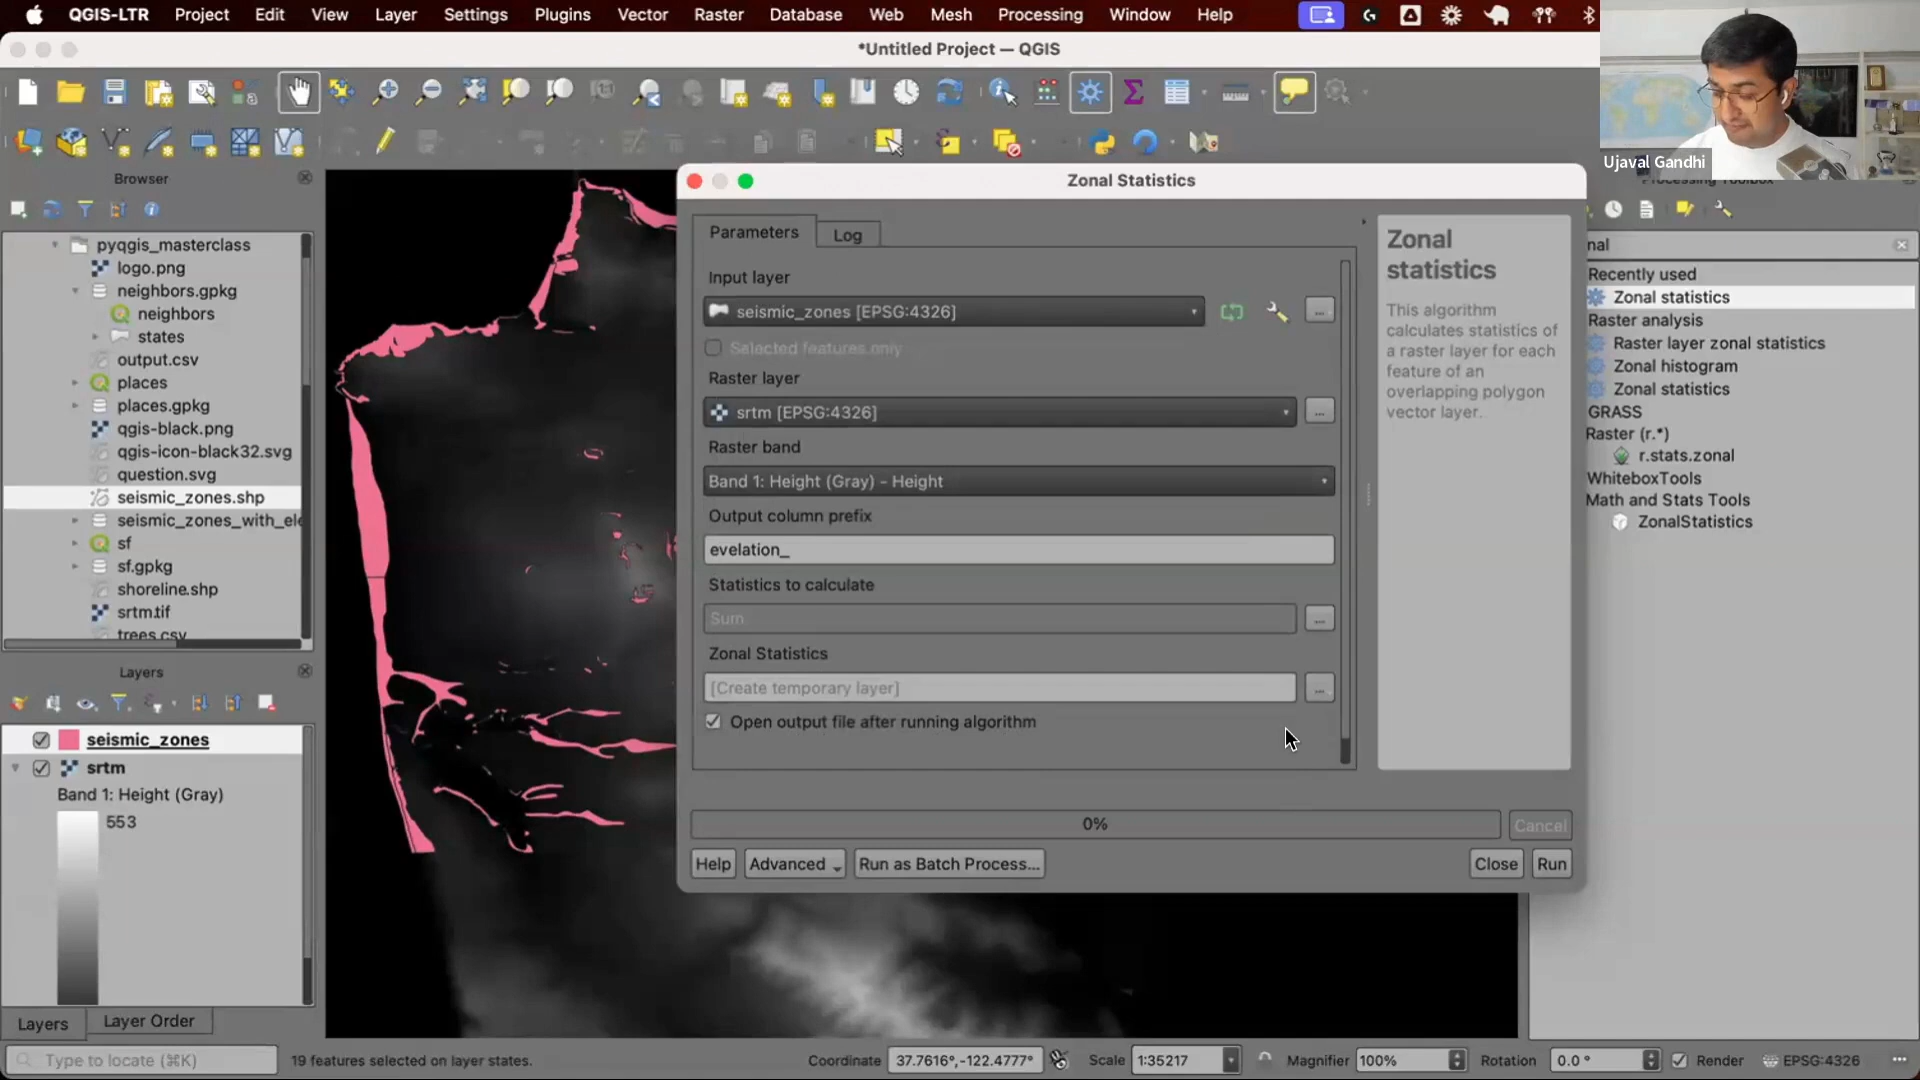 QGIS-LTR Project Edit View Layer Settings Plugins Vector Raster Database Web Mesh Processing Window Help
*Untitled Project — QGIS
Ujaval Gandhi
Browser
pyqgis_masterclass
logo.png
neighbors.gpkg
neighbors
states
output.csv
places
places.gpkg
qgis-black.png
qgis-icon-black32.svg
question.svg
seismic_zones.shp
seismic_zones_with_ele
sf
sf.gpkg
shoreline.shp
srtm.tif
trees.csv
Layers
seismic_zones
srtm
Band 1: Height (Gray)
553
Layers
Layer Order
Zonal Statistics
Parameters
Log
Input layer
seismic_zones [EPSG:4326]
...
Selected features only
Raster layer
srtm [EPSG:4326]
...
Raster band
Band 1: Height (Gray) - Height
Output column prefix
evelation_
Statistics to calculate
Sum
...
Zonal Statistics
[Create temporary layer]
...
Open output file after running algorithm
0%
Cancel
Help
Advanced
Run as Batch Process...
Close
Run
Zonal
statistics
This algorithm
calculates statistics of
a raster layer for each
feature of an
overlapping polygon
vector layer.
Processing Toolbox
nal
Recently used
Zonal statistics
Raster analysis
Raster layer zonal statistics
Zonal histogram
Zonal statistics
GRASS
Raster (r.*)
r.stats.zonal
WhiteboxTools
Math and Stats Tools
ZonalStatistics
Type to locate (⌘K)
19 features selected on layer states.
Coordinate 37.7616°,-122.4777°
Scale 1:35217
Magnifier 100%
Rotation 0.0 °
Render
EPSG:4326